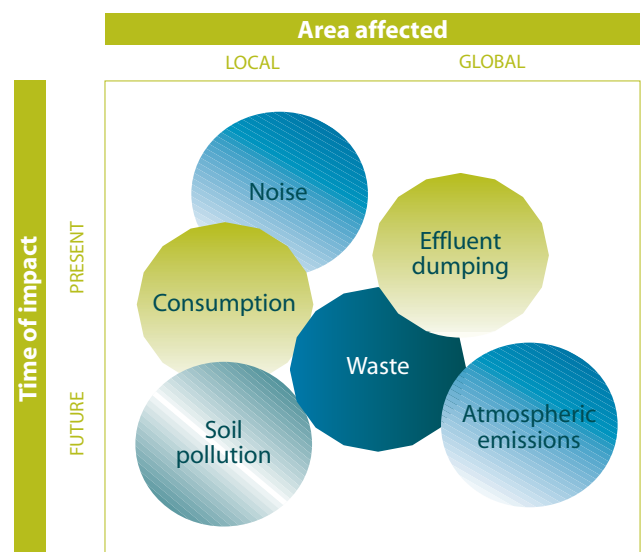 Area affected
LOCAL
GLOBAL
Time of impact
PRESENT
FUTURE
Noise
Effluent
dumping
Consumption
Waste
Atmospheric
emissions
Soil
pollution